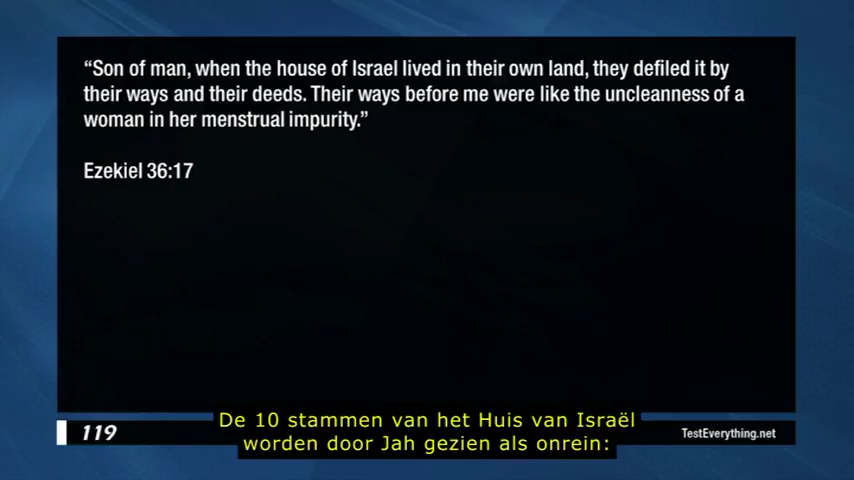 “Son of man, when the house of Israel lived in their own land, they defiled it by
their ways and their deeds. Their ways before me were like the uncleanness of a
woman in her menstrual impurity.”
Ezekiel 36:17
De 10 stammen van het Huis van Israël
worden door Jah gezien als onrein:
119
TestEverything.net